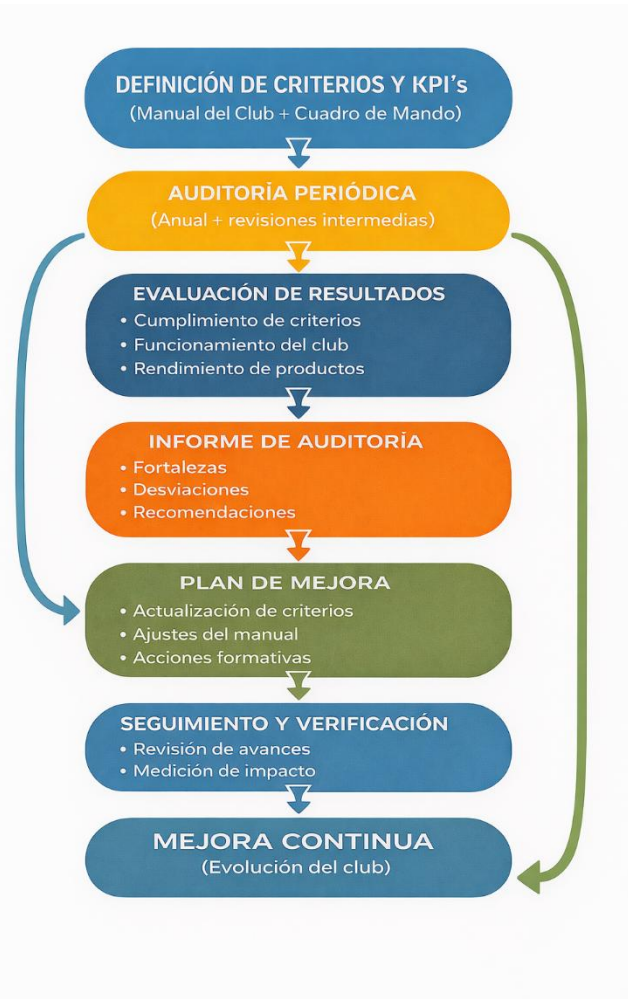 DEFINICIÓN DE CRITERIOS Y KPI's
(Manual del Club + Cuadro de Mando)
AUDITORÍA PERIÓDICA
(Anual + revisiones intermedias)
EVALUACIÓN DE RESULTADOS
• Cumplimiento de criterios
• Funcionamiento del club
• Rendimiento de productos
INFORME DE AUDITORÍA
• Fortalezas
• Desviaciones
• Recomendaciones
PLAN DE MEJORA
• Actualización de criterios
• Ajustes del manual
• Acciones formativas
SEGUIMIENTO Y VERIFICACIÓN
• Revisión de avances
• Medición de impacto
MEJORA CONTINUA
(Evolución del club)